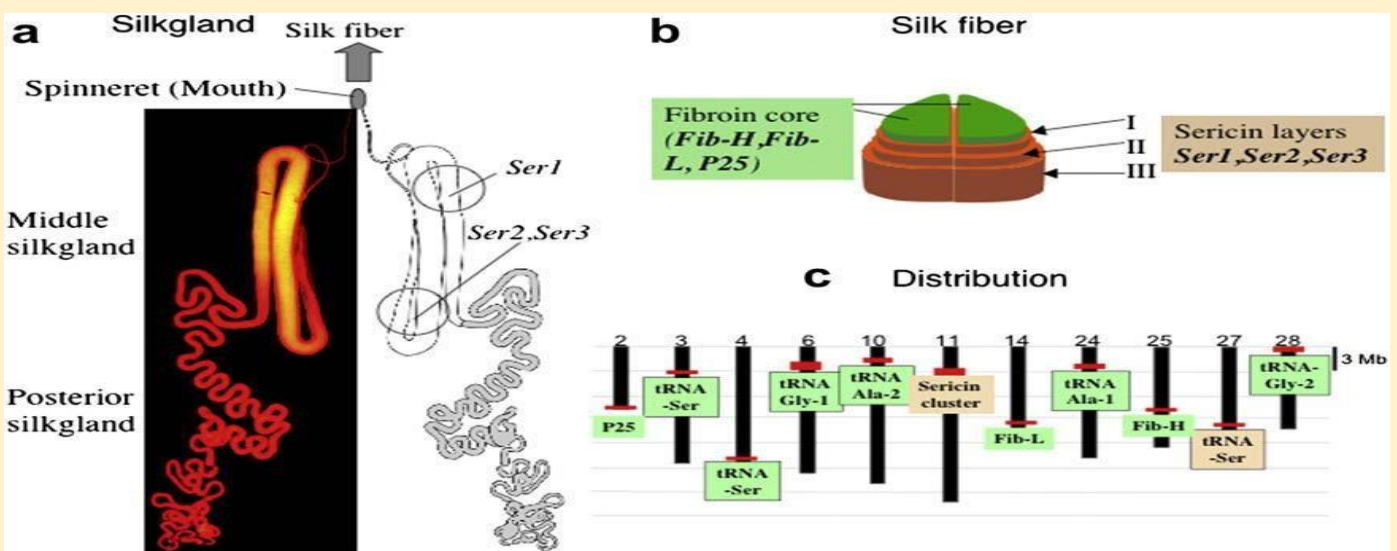 a
Silkgland
Silk fiber
Spinneret (Mouth)
Ser1
Middle
silkgland
Ser2,Ser3
Posterior
silkgland
b
Silk fiber
Fibroin core
(Fib-H,Fib-
L, P25)
I
II
III
Sericin layers
Ser1,Ser2,Ser3
c
Distribution
2 3 4 6 10 11 14 24 25 27 28
3 Mb
P25
tRNA
-Ser
tRNA
-Ser
tRNA
Gly-1
tRNA
Ala-2
Sericin
cluster
Fib-L
tRNA
Ala-1
Fib-H
tRNA
-Ser
tRNA-
Gly-2